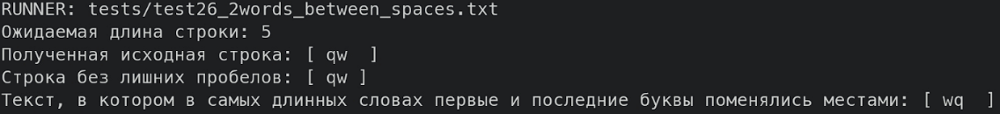 RUNNER: tests/test26_2words_between_spaces.txt
Ожидаемая длина строки: 5
Полученная исходная строка: [ qw  ]
Строка без лишних пробелов: [ qw ]
Текст, в котором в самых длинных словах первые и последние буквы поменялись местами: [ wq  ]